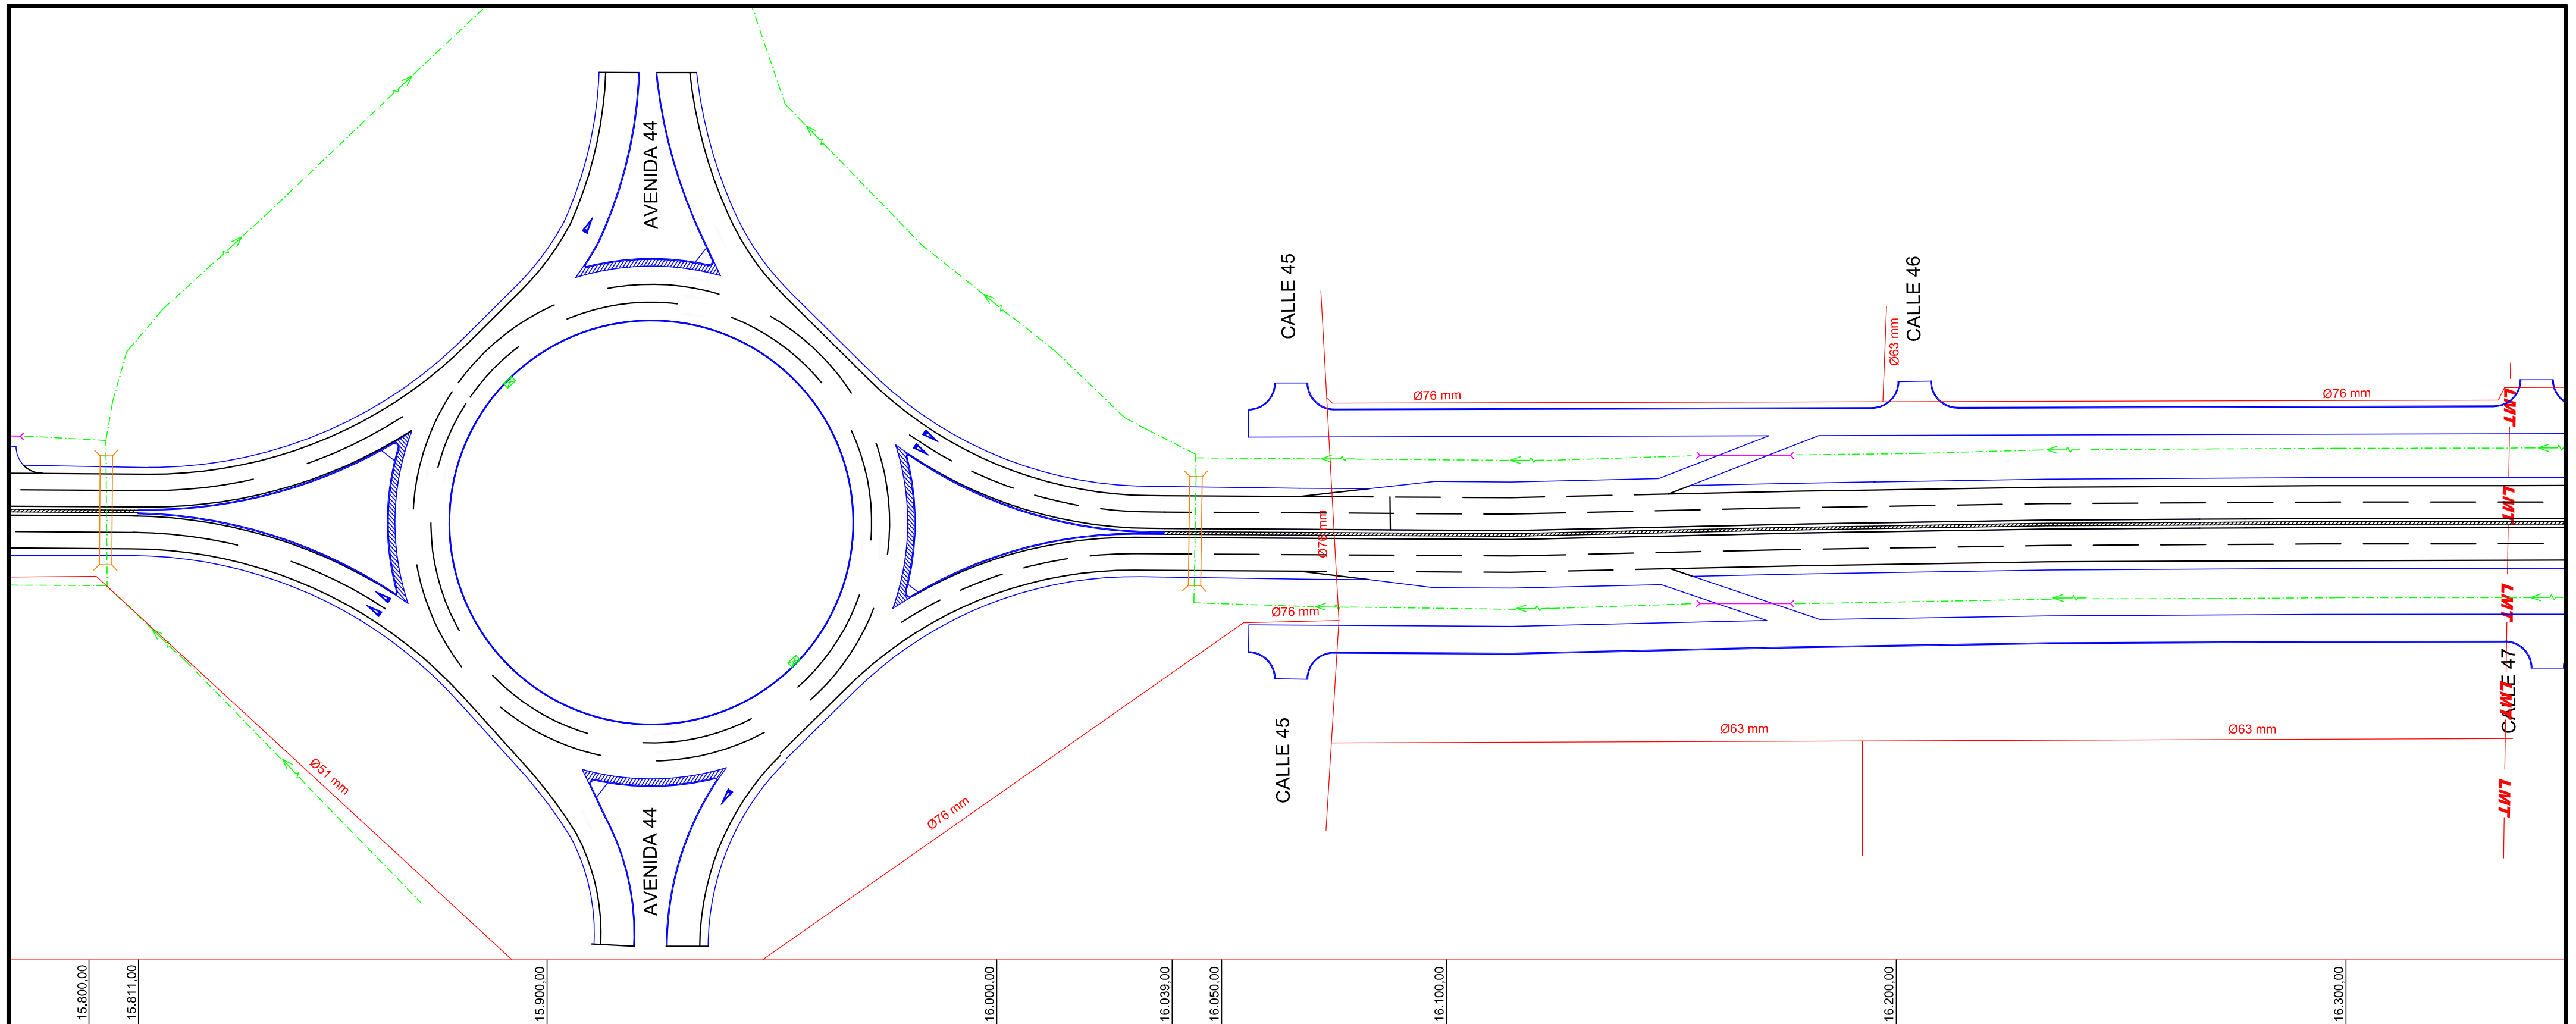 AVENIDA 44
CALLE 45
CALLE 46
Ø63 mm
Ø76 mm
Ø76 mm
LMT
LMT
Ø76 mm
LMT
Ø76 mm
LMT
CALLE 47
CALLE 45
Ø63 mm
Ø63 mm
Ø51 mm
Ø76 mm
LMT
AVENIDA 44
15.800,00
15.811,00
15.900,00
16.000,00
16.039,00
16.050,00
16.100,00
16.200,00
16.300,00